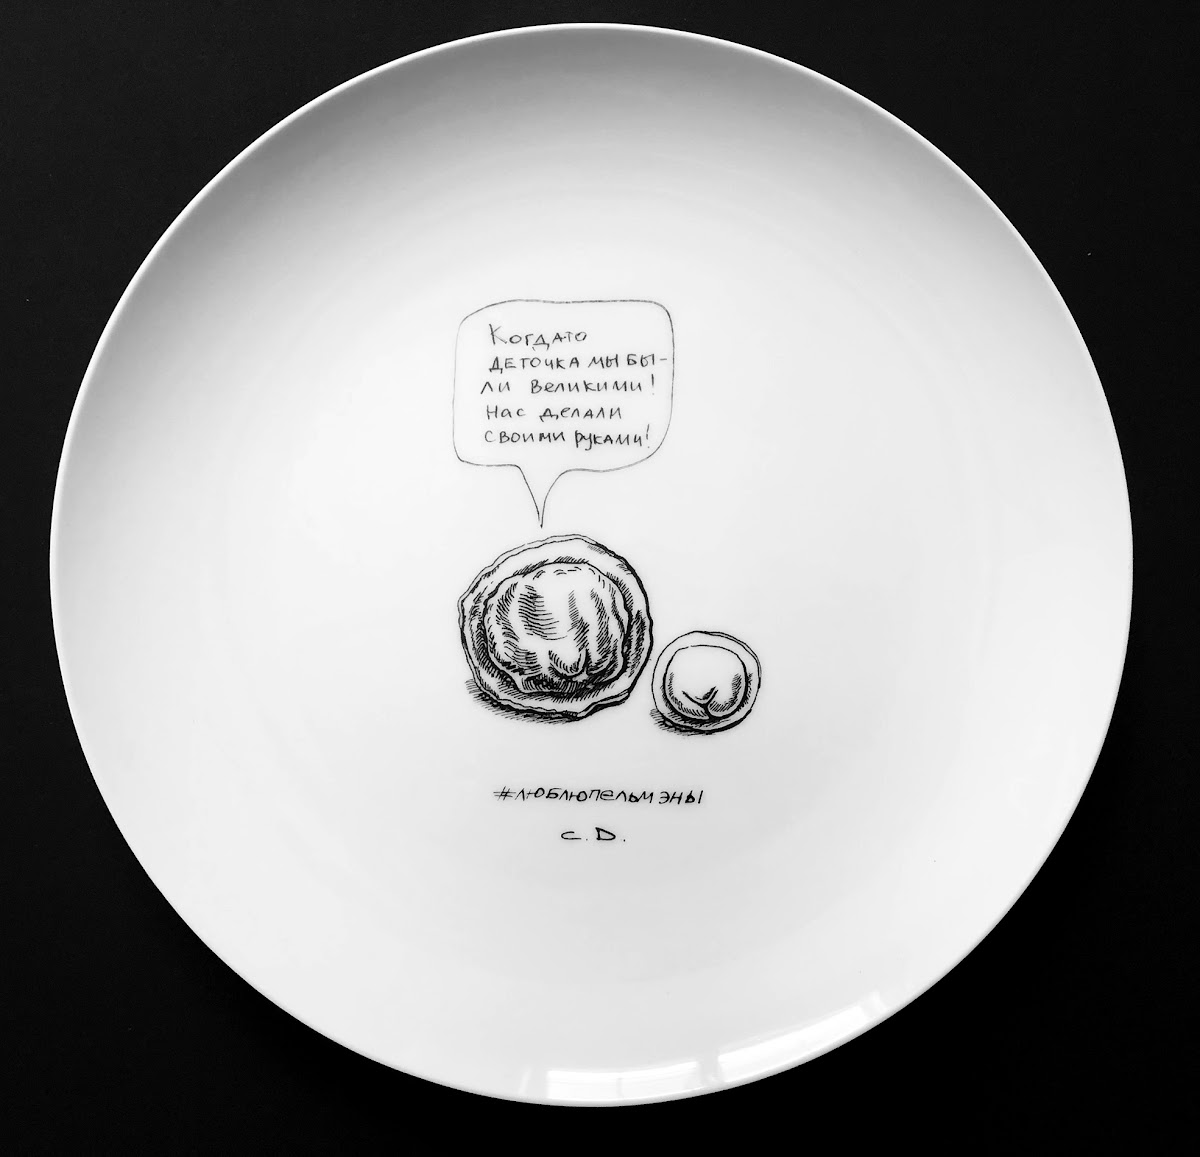 Когдато
деточка мы бы-
ли великими!
Нас делали
своими руками!
#люблюпельмэны
C.D.